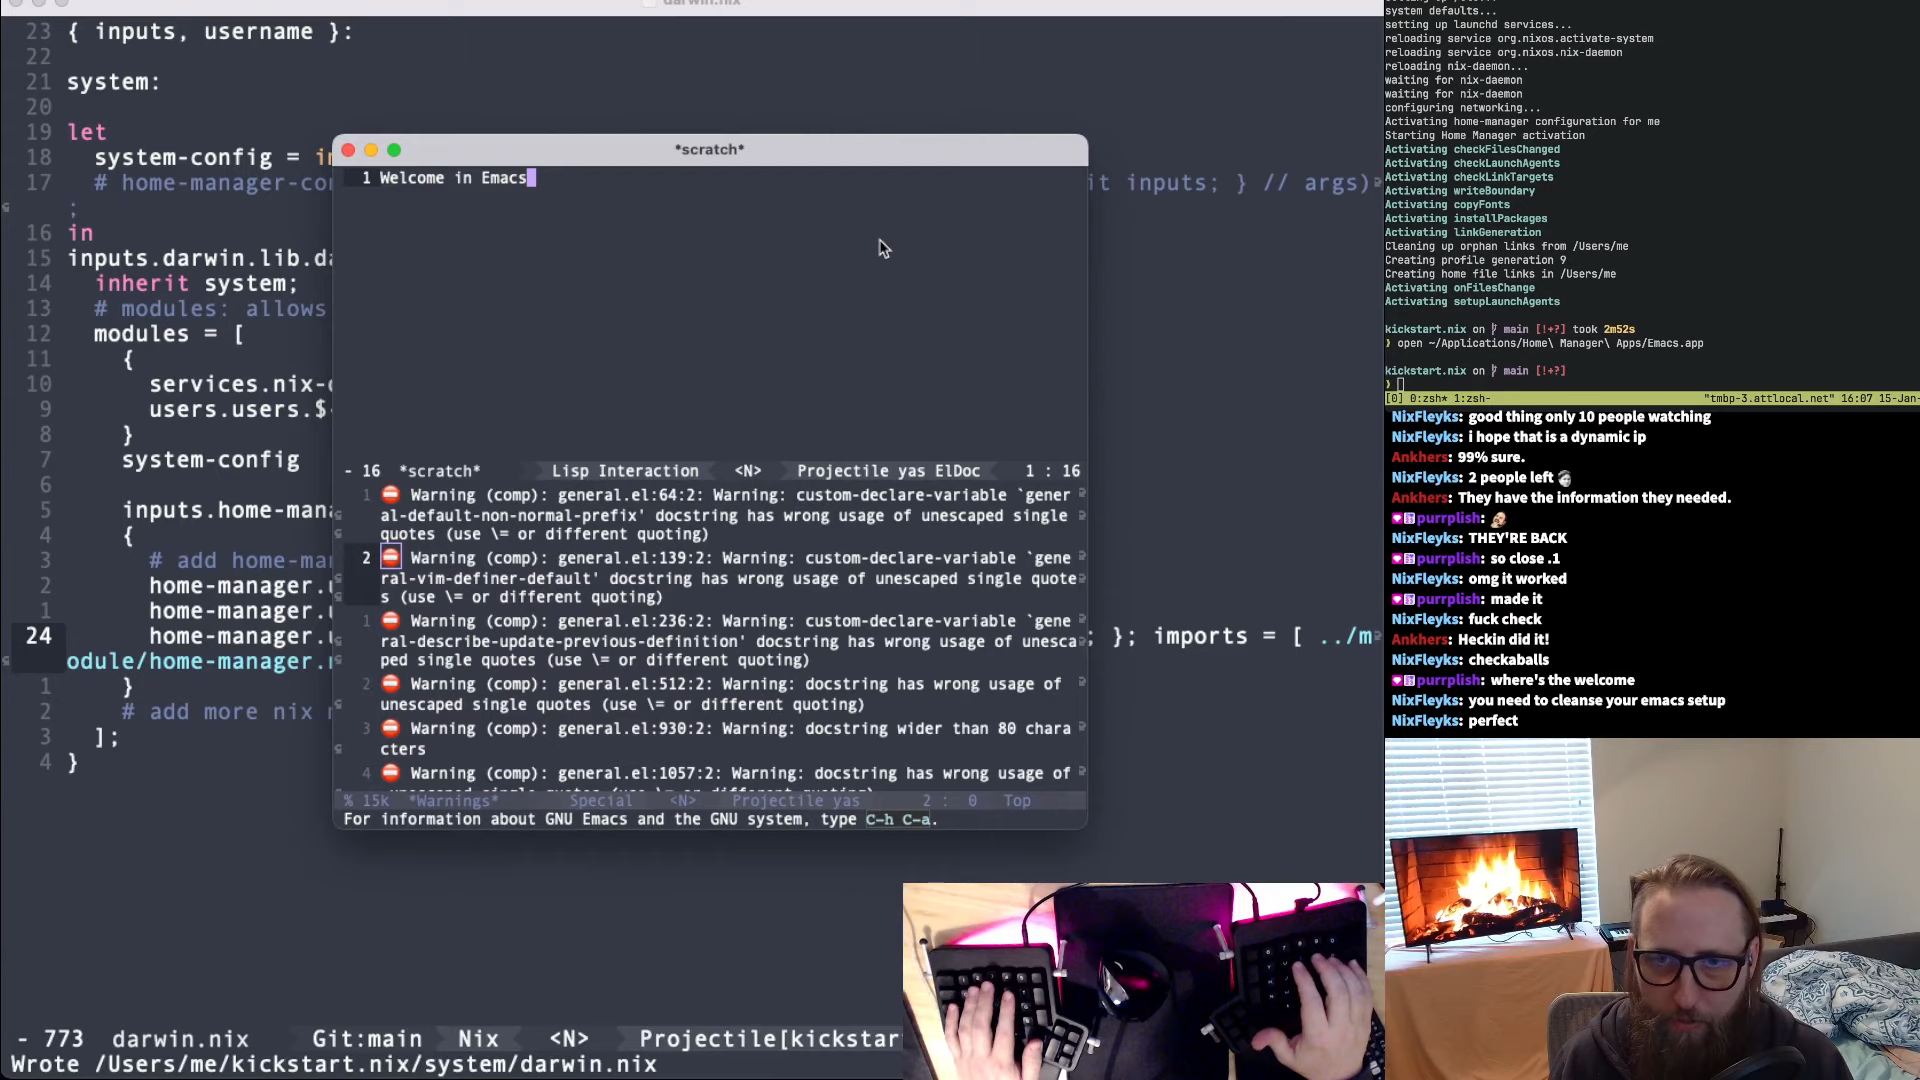 darwin.nix
23 { inputs, username }:
22
21 system:
20
19 let
18 system-config =
17 # home-manager-co
it inputs; } // args)
;
16 in
15 inputs.darwin.lib.da
14 inherit system;
13 # modules: allows
12 modules = [
11 {
10 services.nix-
9 users.users.$
8 }
7 system-config
6
5 inputs.home-mana
4 {
3 # add home-ma
2 home-manager.
1 home-manager.
24 home-manager.
; }; imports = [ ../m
odule/home-manager.
1 }
2 # add more nix
3 ];
4 }
- 773 darwin.nix Git:main Nix <N> Projectile[kickstar
Wrote /Users/me/kickstart.nix/system/darwin.nix
*scratch*
1 Welcome in Emacs
- 16 *scratch* Lisp Interaction <N> Projectile yas ElDoc 1 : 16
1 ⛔ Warning (comp): general.el:64:2: Warning: custom-declare-variable `gener
al-default-non-normal-prefix' docstring has wrong usage of unescaped single
quotes (use \= or different quoting)
2 ⛔ Warning (comp): general.el:139:2: Warning: custom-declare-variable `gene
ral-vim-definer-default' docstring has wrong usage of unescaped single quote
s (use \= or different quoting)
1 ⛔ Warning (comp): general.el:236:2: Warning: custom-declare-variable `gene
ral-describe-update-previous-definition' docstring has wrong usage of unesca
ped single quotes (use \= or different quoting)
2 ⛔ Warning (comp): general.el:512:2: Warning: docstring has wrong usage of
unescaped single quotes (use \= or different quoting)
3 ⛔ Warning (comp): general.el:930:2: Warning: docstring wider than 80 chara
cters
4 ⛔ Warning (comp): general.el:1057:2: Warning: docstring has wrong usage of
% 15k *Warnings* Special <N> Projectile yas 2 : 0 Top
For information about GNU Emacs and the GNU system, type C-h C-a.
system defaults...
setting up launchd services...
reloading service org.nixos.activate-system
reloading service org.nixos.nix-daemon
reloading nix-daemon...
waiting for nix-daemon
waiting for nix-daemon
configuring networking...
Activating home-manager configuration for me
Starting Home Manager activation
Activating checkFilesChanged
Activating checkLaunchAgents
Activating checkLinkTargets
Activating writeBoundary
Activating copyFonts
Activating installPackages
Activating linkGeneration
Cleaning up orphan links from /Users/me
Creating profile generation 9
Creating home file links in /Users/me
Activating onFilesChange
Activating setupLaunchAgents
kickstart.nix on main [!+?] took 2m52s
❯ open ~/Applications/Home\ Manager\ Apps/Emacs.app
kickstart.nix on main [!+?]
❯
[0] 0:zsh* 1:zsh- "tmbp-3.attlocal.net" 16:07 15-Jan-
NixFleyks: good thing only 10 people watching
NixFleyks: i hope that is a dynamic ip
Ankhers: 99% sure.
NixFleyks: 2 people left
Ankhers: They have the information they needed.
purrplish:
NixFleyks: THEY'RE BACK
purrplish: so close .1
NixFleyks: omg it worked
purrplish: made it
NixFleyks: fuck check
Ankhers: Heckin did it!
NixFleyks: checkaballs
purrplish: where's the welcome
NixFleyks: you need to cleanse your emacs setup
NixFleyks: perfect